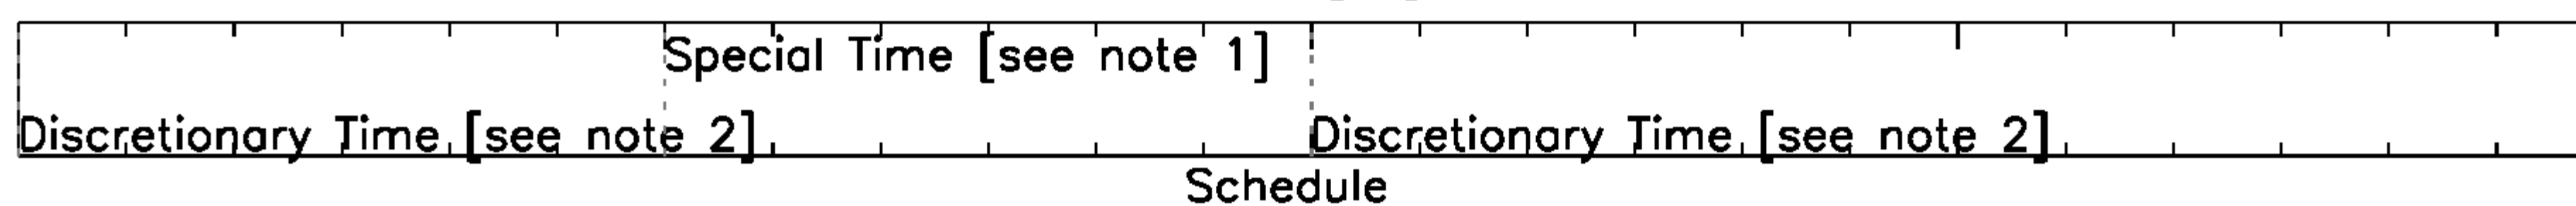 Special Time [see note 1]
Discretionary Time [see note 2] Discretionary Time [see note 2]
Schedule